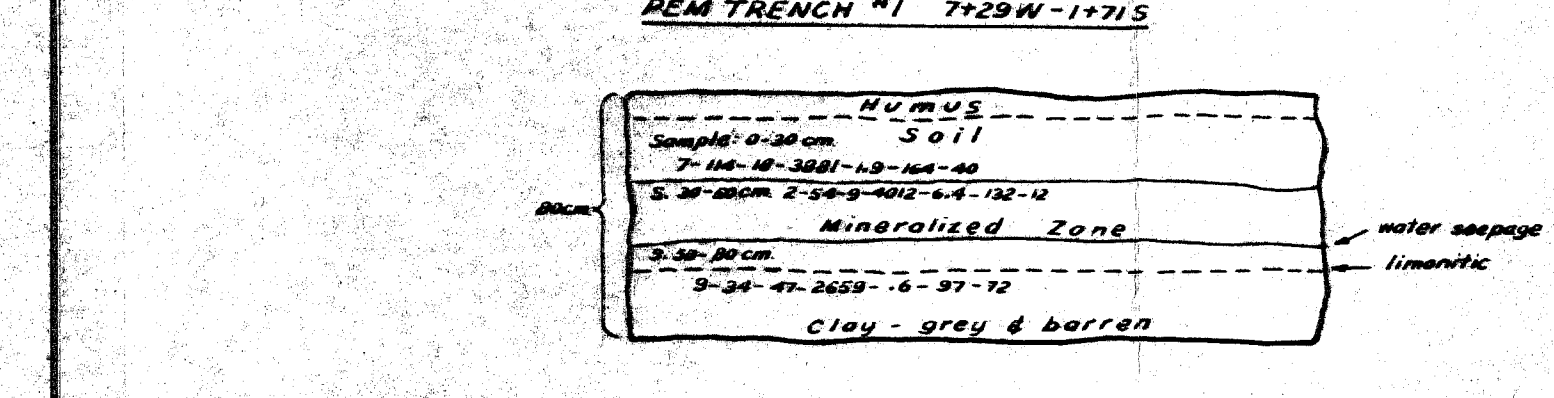 PEM TRENCH #1 7+29W-1+71S
Humus
Soil
Sample: 0-30 cm.
7-114-18-3881-1.9-164-40
S. 30-50cm. 2-54-9-4012-6.4-132-12
80cm
Mineralized Zone
water seepage
S. 50-80 cm.
limonitic
9-34-47-2659-.6-97-72
Clay - grey & barren